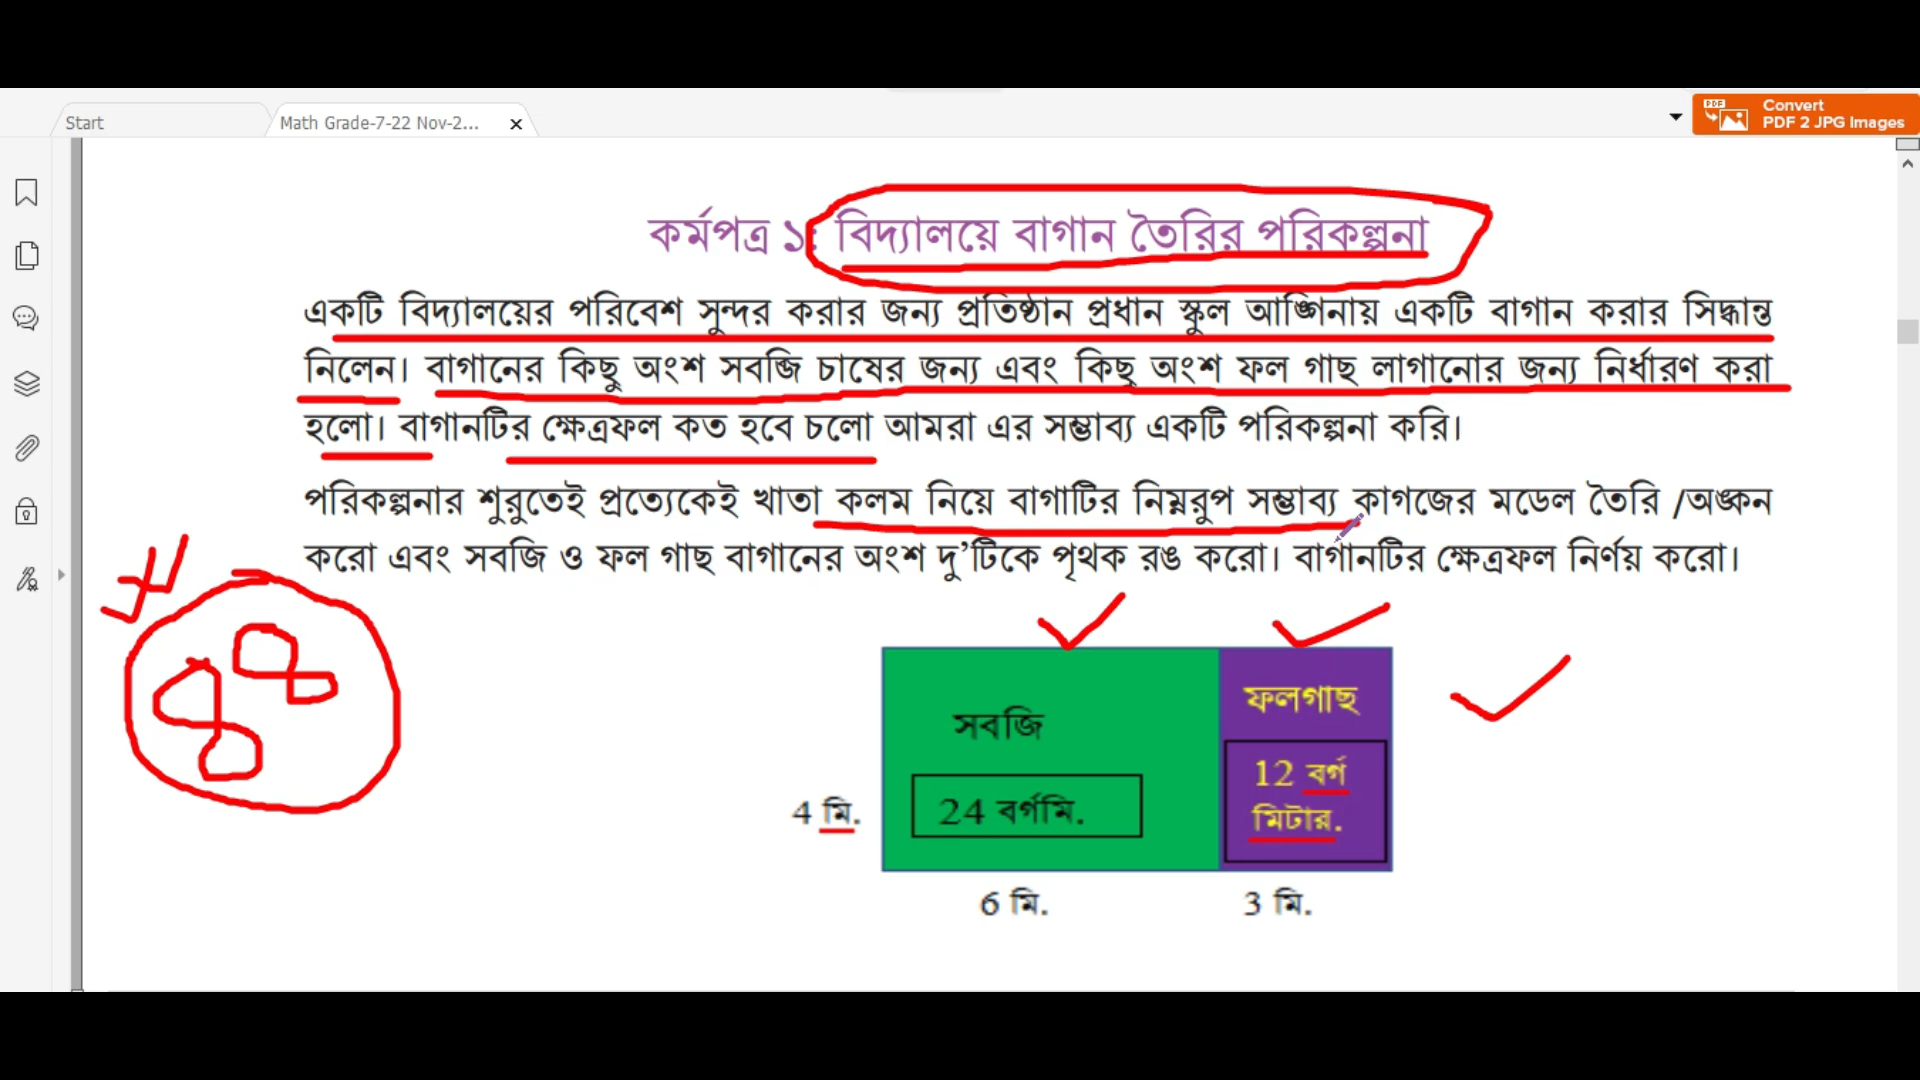 Start
Math Grade-7-22 Nov-2...
Convert
PDF 2 JPG Images
কর্মপত্র ১: বিদ্যালয়ে বাগান তৈরির পরিকল্পনা
একটি বিদ্যালয়ের পরিবেশ সুন্দর করার জন্য প্রতিষ্ঠান প্রধান স্কুল আঙ্গিনায় একটি বাগান করার সিদ্ধান্ত
নিলেন। বাগানের কিছু অংশ সবজি চাষের জন্য এবং কিছু অংশ ফল গাছ লাগানোর জন্য নির্ধারণ করা
হলো। বাগানটির ক্ষেত্রফল কত হবে চলো আমরা এর সম্ভাব্য একটি পরিকল্পনা করি।
পরিকল্পনার শুরুতেই প্রত্যেকেই খাতা কলম নিয়ে বাগাটির নিম্নরুপ সম্ভাব্য কাগজের মডেল তৈরি /অঙ্কন
করো এবং সবজি ও ফল গাছ বাগানের অংশ দু’টিকে পৃথক রঙ করো। বাগানটির ক্ষেত্রফল নির্ণয় করো।
সবজি
ফলগাছ
24 বর্গমি.
12 বর্গ
মিটার.
4 মি.
6 মি.
3 মি.